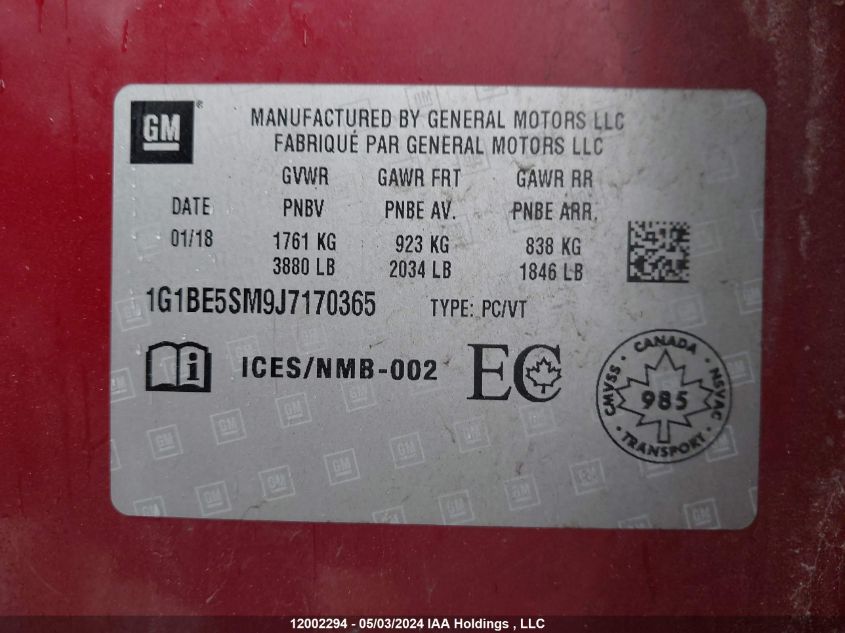 GM ®
MANUFACTURED BY GENERAL MOTORS LLC
FABRIQUÉ PAR GENERAL MOTORS LLC
GVWR GAWR FRT GAWR RR
DATE PNBV PNBE AV. PNBE ARR.
01/18 1761 KG 923 KG 838 KG
3880 LB 2034 LB 1846 LB
1G1BE5SM9J7170365 TYPE: PC/VT
i ICES/NMB-002 EC
CANADA
CMVSS 985 NSVAC
TRANSPORT
12002294 - 05/03/2024 IAA Holdings , LLC